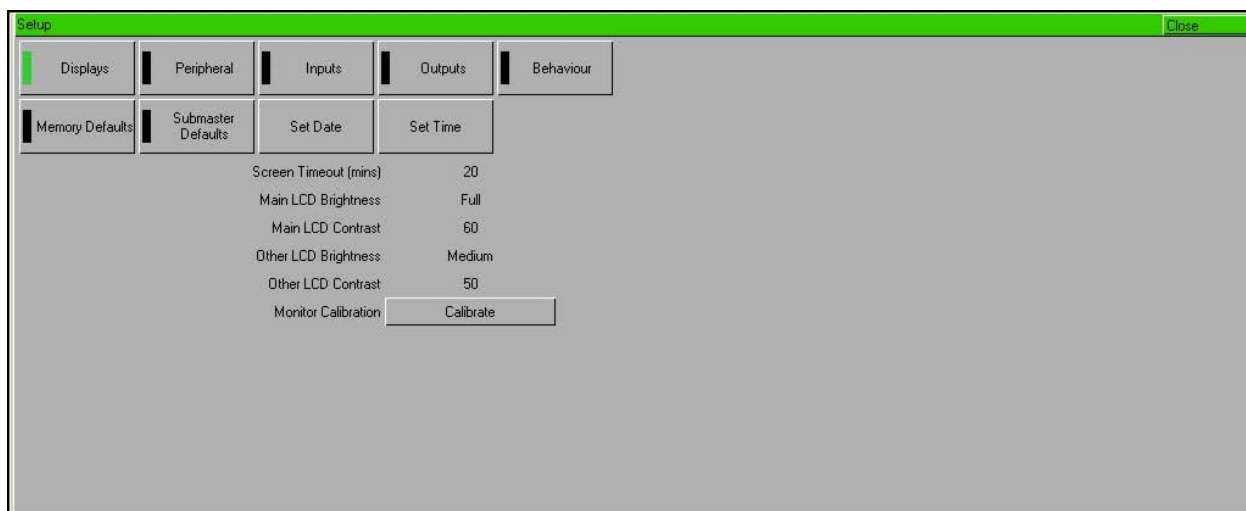 Setup Close
Displays Peripheral Inputs Outputs Behaviour
Memory Defaults Submaster Defaults Set Date Set Time
Screen Timeout (mins) 20
Main LCD Brightness Full
Main LCD Contrast 60
Other LCD Brightness Medium
Other LCD Contrast 50
Monitor Calibration Calibrate